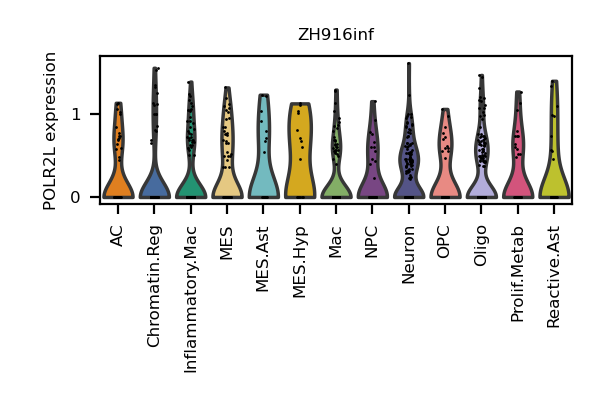 ZH916inf
POLR2L expression
1
0
AC
Chromatin.Reg
Inflammatory.Mac
MES
MES.Ast
MES.Hyp
Mac
NPC
Neuron
OPC
Oligo
Prolif.Metab
Reactive.Ast